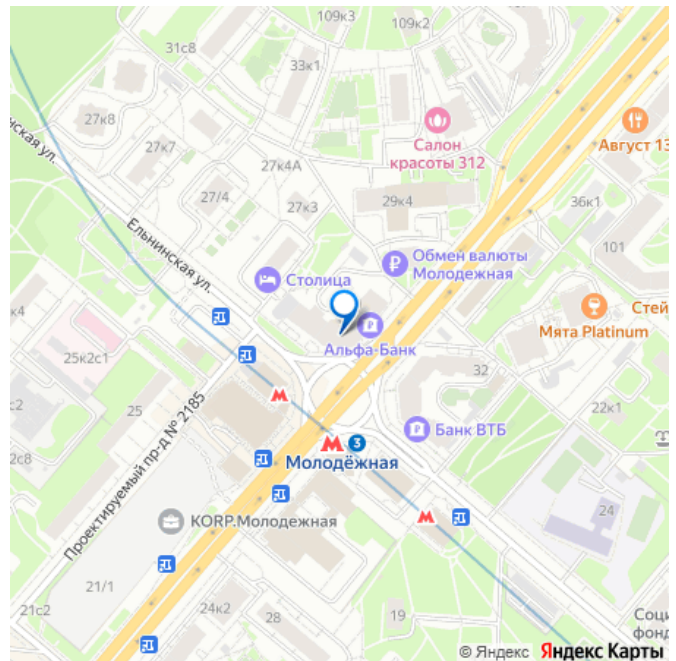 109к3
109к2
31с8
33к1
27к8
27к7
нская ул.
Салон
красоты 312
Август 13
27к4А
27/4
27к3
29к4
36к1
101
Ельнинская ул.
Обмен валюты
Молодежная
Столица
Стей
Мята Platinum
Альфа-Банк
к4
25к2с1
32
22к1
с2
25
Проектируемый пр-д № 2185
Банк ВТБ
3
Молодёжная
2с8
24
KORP.Молодежная
21/1
21с2
24к2
28
19
Соци
фонд
© Яндекс Яндекс Карты